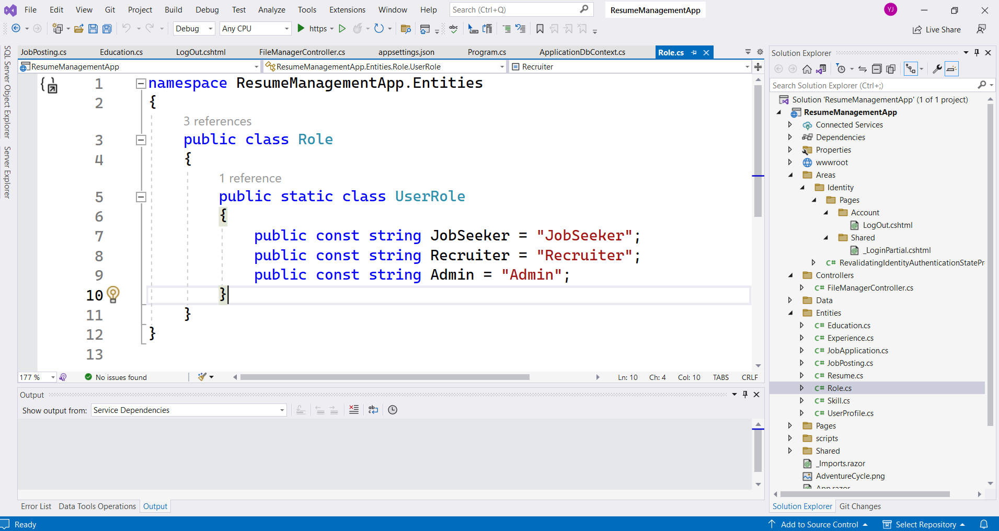 File Edit View Git Project Build Debug Test Analyze Tools Extensions Window Help Search (Ctrl+Q) ResumeManagementApp YJ
Debug Any CPU https abc Live Share
SQL Server Object Explorer
Server Explorer
JobPosting.cs Education.cs LogOut.cshtml FileManagerController.cs appsettings.json Program.cs ApplicationDbContext.cs Role.cs
ResumeManagementApp ResumeManagementApp.Entities.Role.UserRole Recruiter
1 namespace ResumeManagementApp.Entities
2 {
3 references
3 public class Role
4 {
1 reference
5 public static class UserRole
6 {
7 public const string JobSeeker = "JobSeeker";
8 public const string Recruiter = "Recruiter";
9 public const string Admin = "Admin";
10 }
11 }
12 }
13
177 % No issues found Ln: 10 Ch: 4 Col: 10 TABS CRLF
Output
Show output from: Service Dependencies
Error List Data Tools Operations Output
Solution Explorer
Search Solution Explorer (Ctrl+;)
Solution 'ResumeManagementApp' (1 of 1 project)
ResumeManagementApp
Connected Services
Dependencies
Properties
wwwroot
Areas
Identity
Pages
Account
LogOut.cshtml
Shared
_LoginPartial.cshtml
C# RevalidatingIdentityAuthenticationStatePr
Controllers
C# FileManagerController.cs
Data
Entities
C# Education.cs
C# Experience.cs
C# JobApplication.cs
C# JobPosting.cs
C# Resume.cs
C# Role.cs
C# Skill.cs
C# UserProfile.cs
Pages
scripts
Shared
_Imports.razor
AdventureCycle.png
App.razor
Solution Explorer Git Changes
Ready Add to Source Control Select Repository